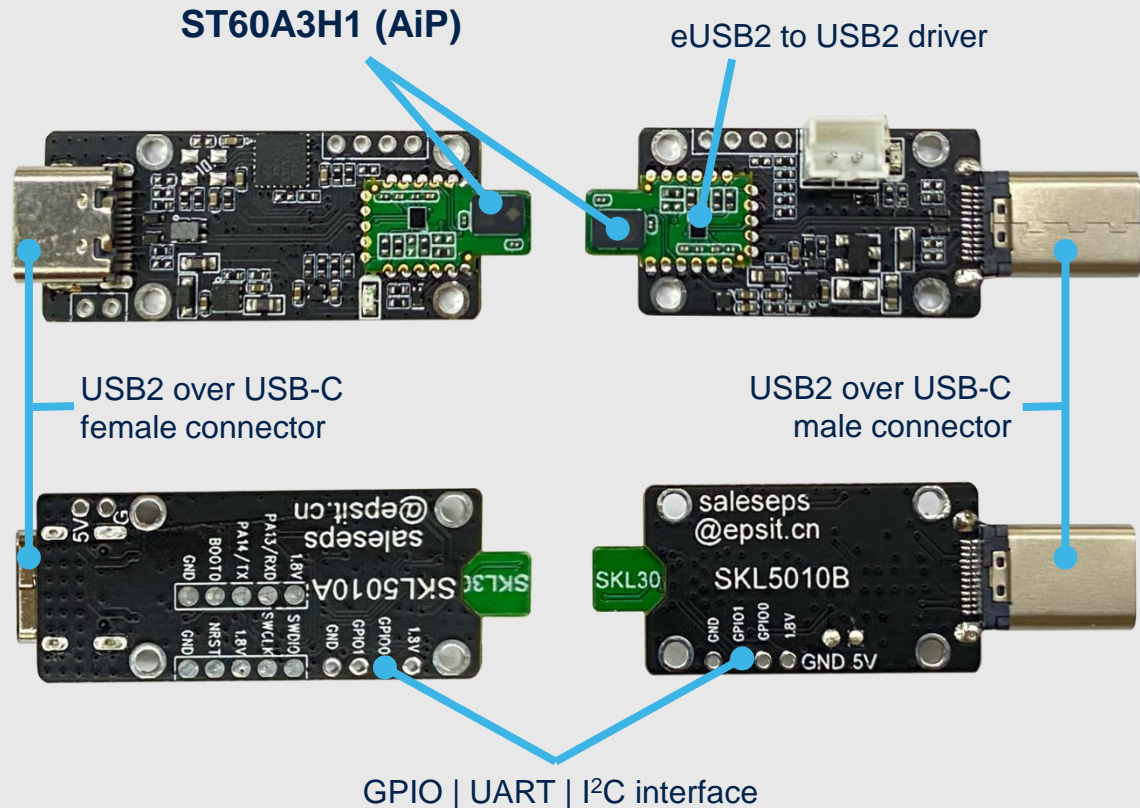 ST60A3H1 (AiP)
eUSB2 to USB2 driver
USB2 over USB-C
female connector
USB2 over USB-C
male connector
5V
G
saleseps
@epsit.cn
SKL5010A
SKL30
GND
BOOT0
PA14/TX
PA13/RXD
1.8V
GND
NRST
1.8V
SWCLK
SWDIO
GND
GPIO1
GPIO0
1.8V
saleseps
@epsit.cn
SKL30
SKL5010B
GND
GPIO1
GPIO0
1.8V
GND 5V
GPIO | UART | I²C interface